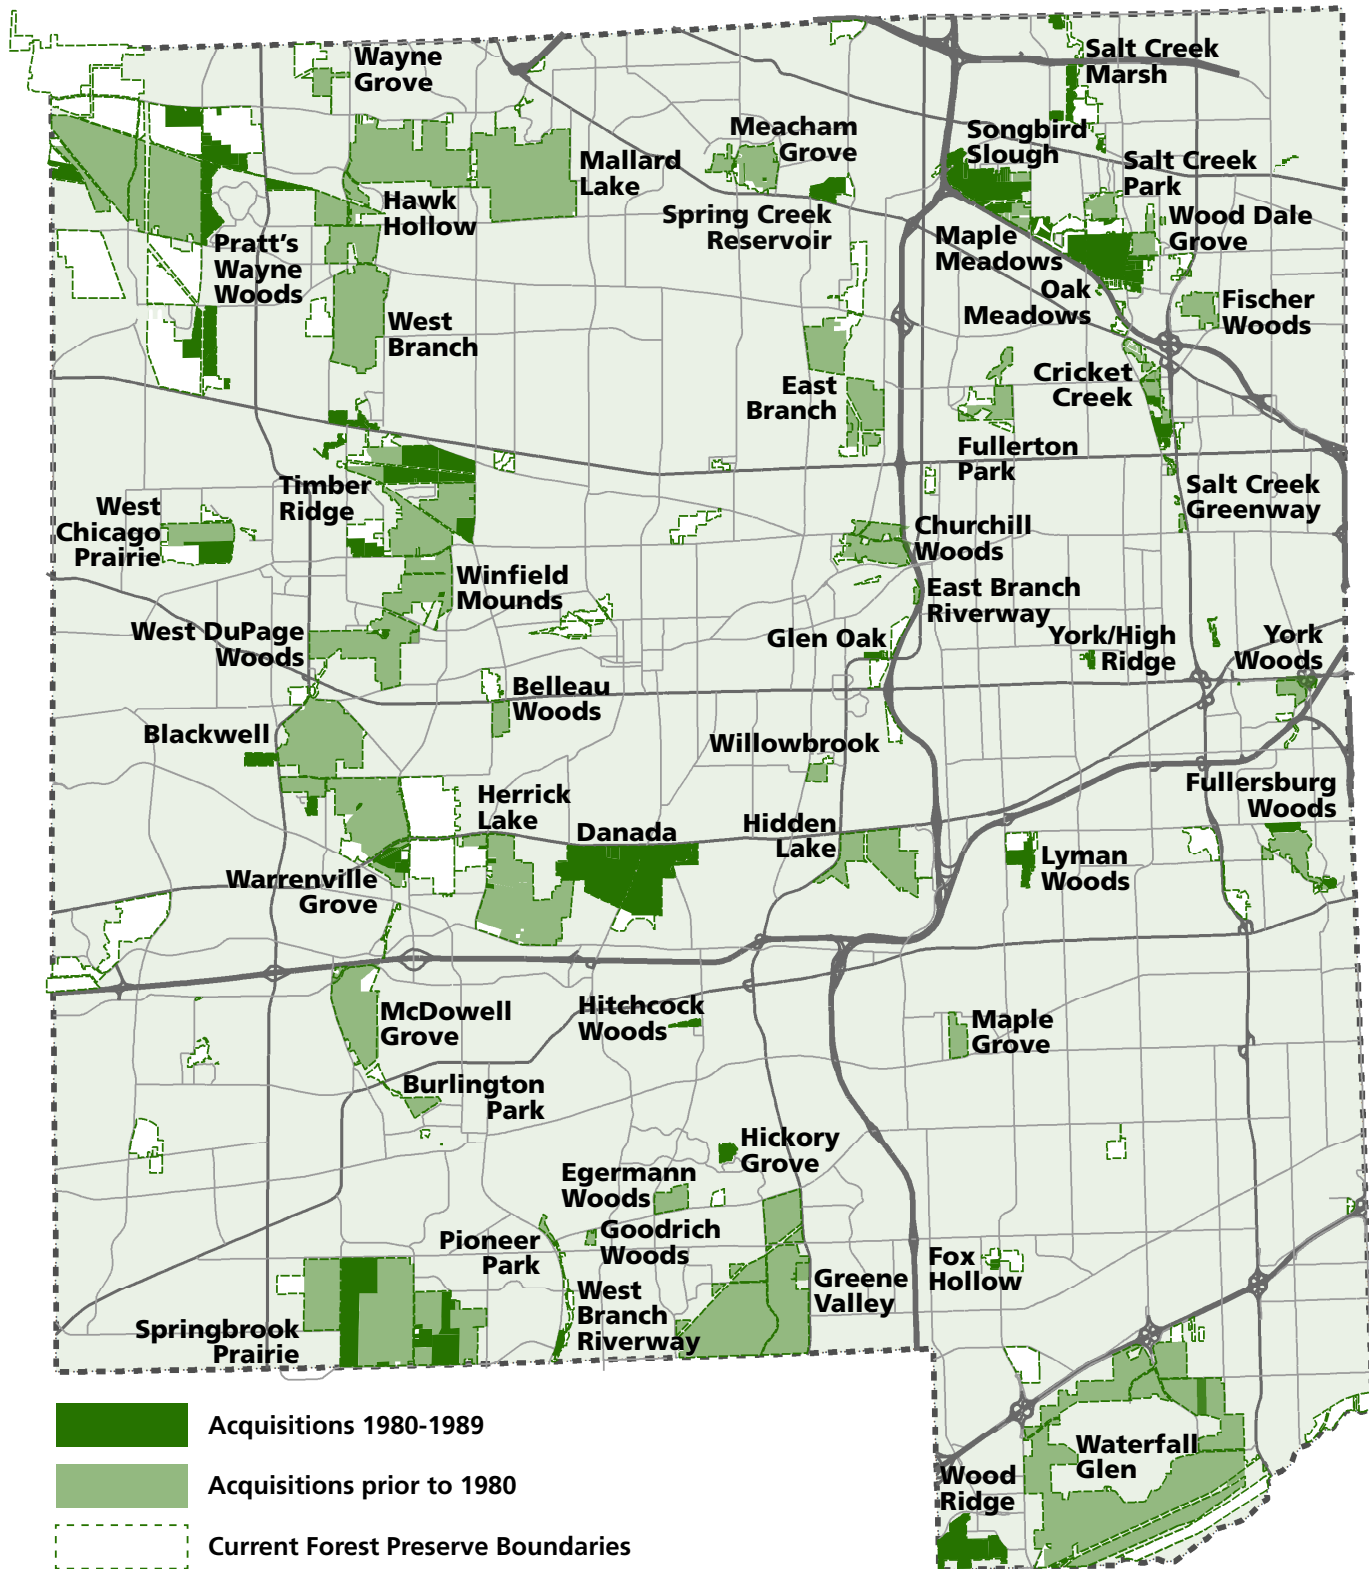 Wayne
Grove
Salt Creek
Marsh
Meacham
Grove
Songbird
Slough
Mallard
Lake
Salt Creek
Park
Hawk
Hollow
Spring Creek
Reservoir
Wood Dale
Grove
Maple
Meadows
Pratt's
Wayne
Woods
Oak
Meadows
Fischer
Woods
West
Branch
Cricket
Creek
East
Branch
Fullerton
Park
Timber
Ridge
Salt Creek
Greenway
West
Chicago
Prairie
Churchill
Woods
Winfield
Mounds
East Branch
Riverway
West DuPage
Woods
Glen Oak
York/High
Ridge
York
Woods
Belleau
Woods
Blackwell
Willowbrook
Fullersburg
Woods
Herrick
Lake
Danada
Hidden
Lake
Lyman
Woods
Warrenville
Grove
McDowell
Grove
Hitchcock
Woods
Maple
Grove
Burlington
Park
Hickory
Grove
Egermann
Woods
Goodrich
Woods
Pioneer
Park
Fox
Hollow
Greene
Valley
West
Branch
Riverway
Springbrook
Prairie
Waterfall
Glen
Wood
Ridge
Acquisitions 1980-1989
Acquisitions prior to 1980
Current Forest Preserve Boundaries